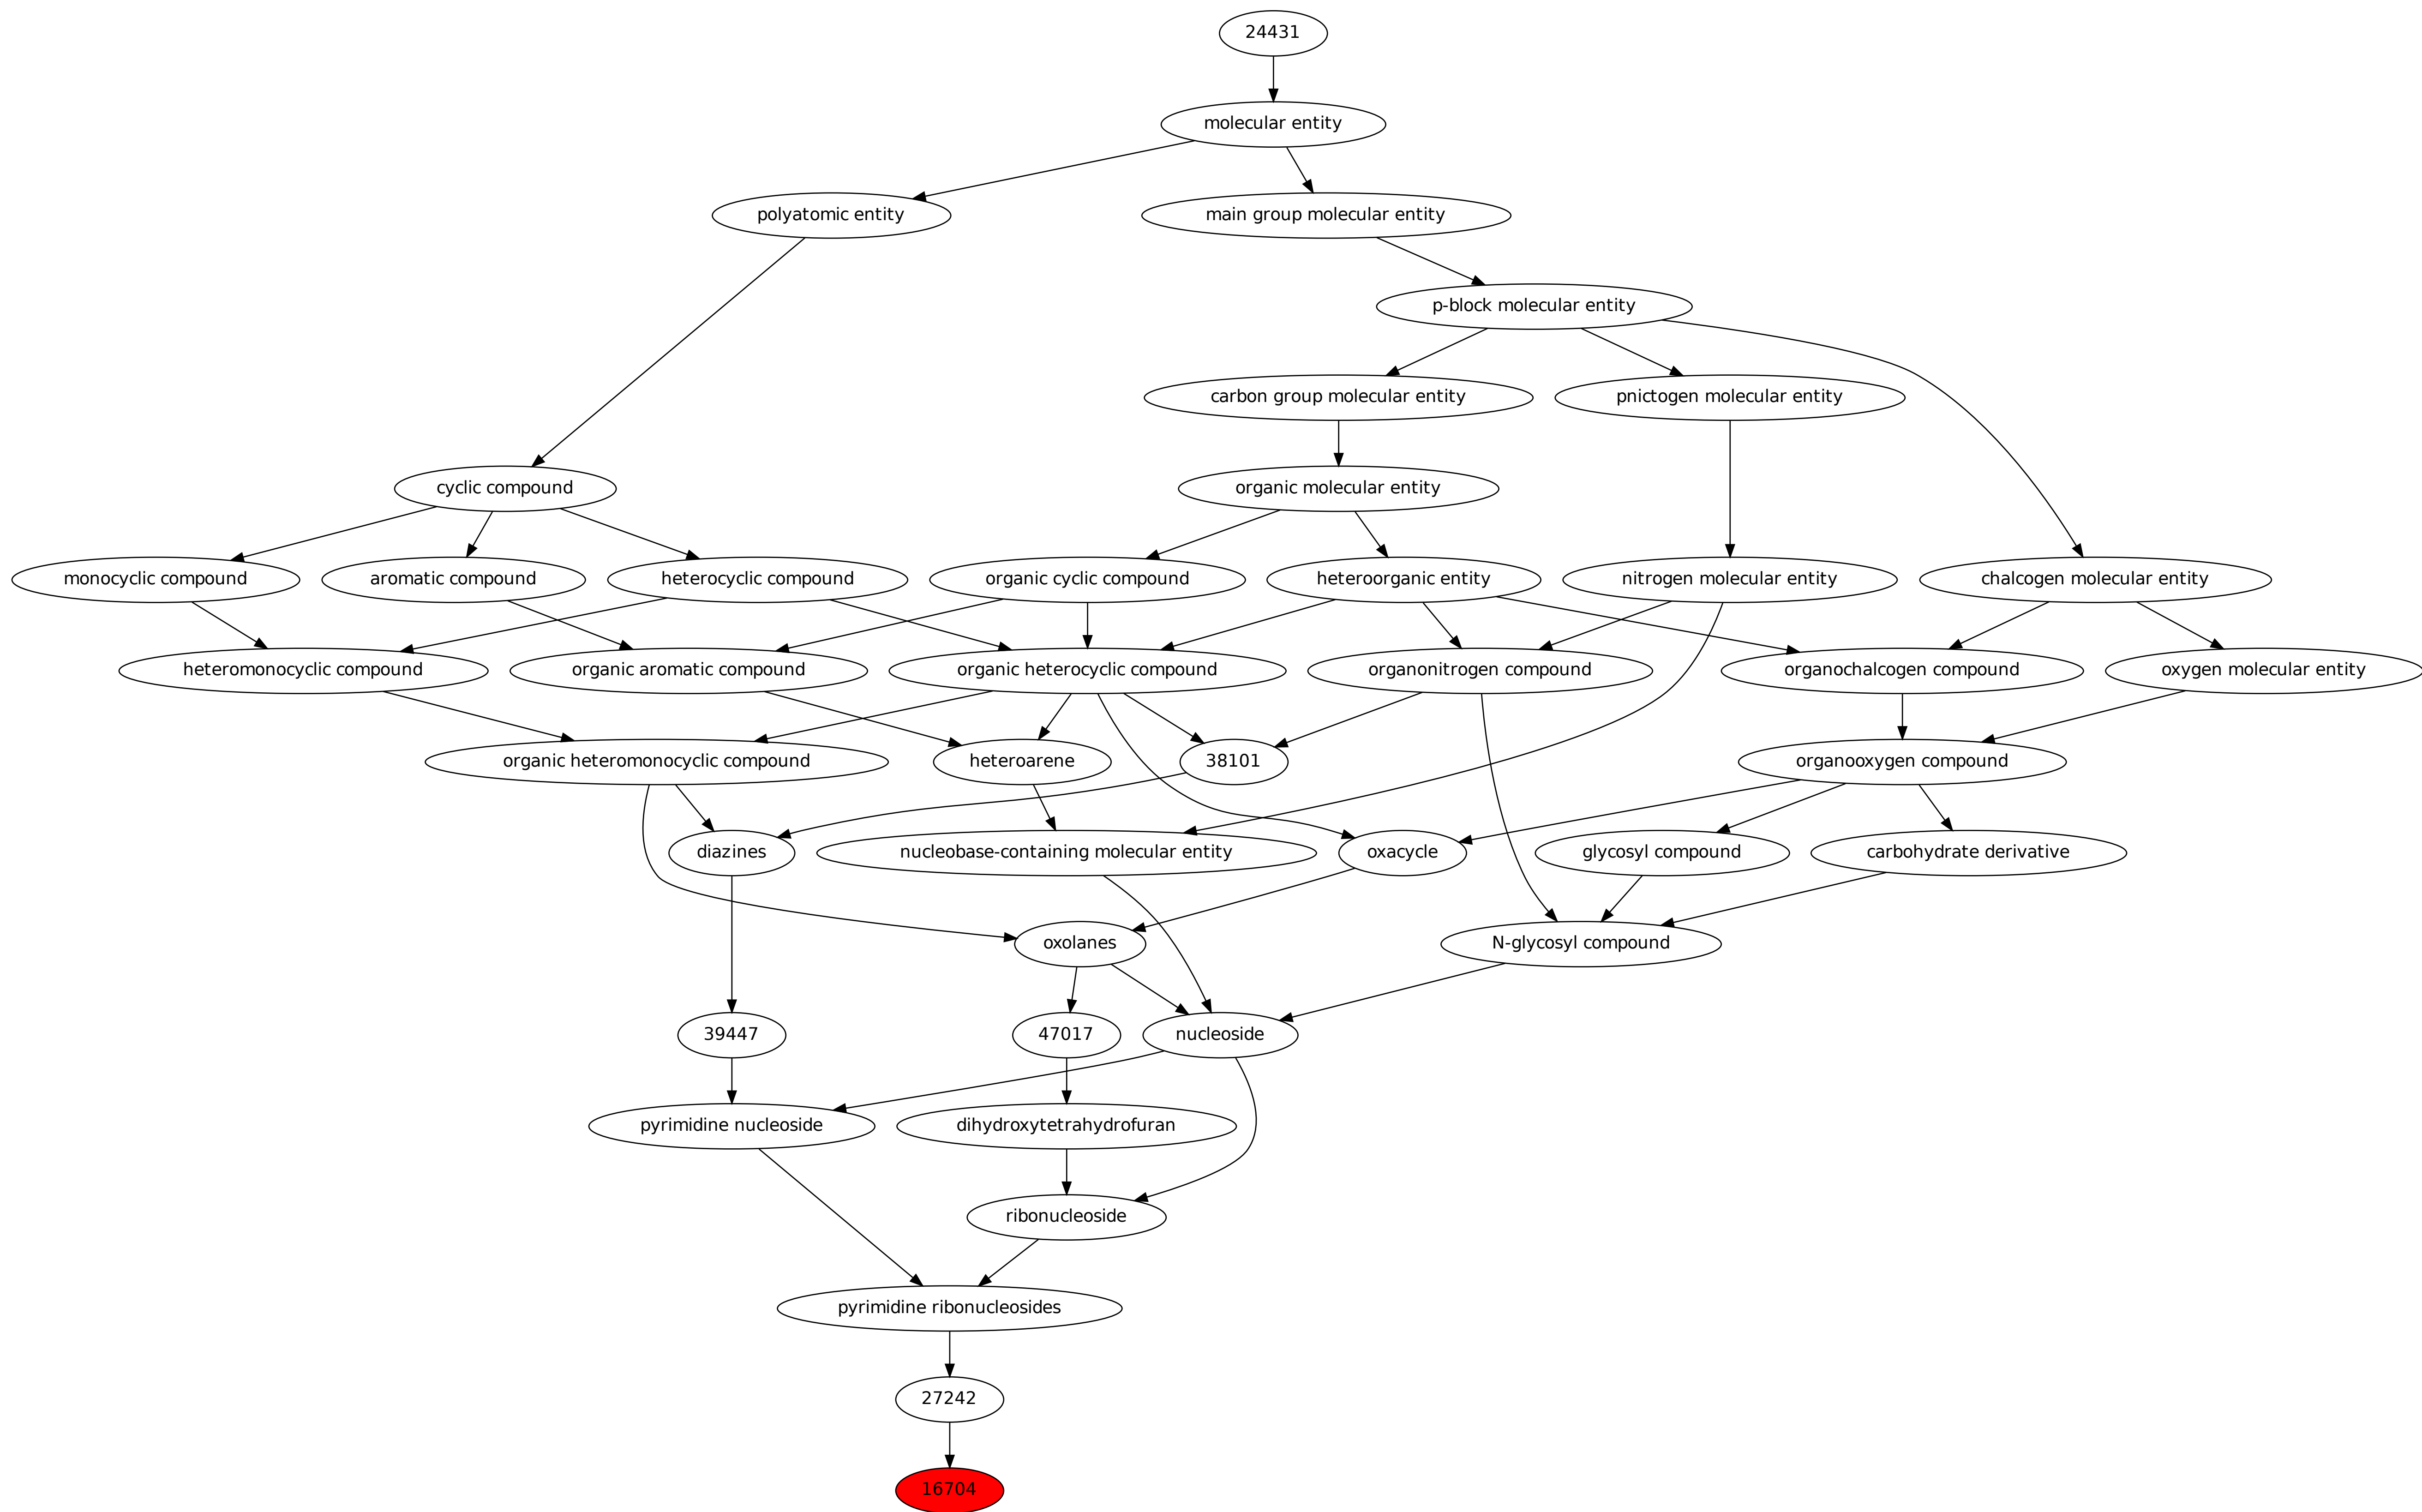 24431
molecular entity
polyatomic entity
main group molecular entity
p-block molecular entity
carbon group molecular entity
pnictogen molecular entity
cyclic compound
organic molecular entity
monocyclic compound
aromatic compound
heterocyclic compound
organic cyclic compound
heteroorganic entity
nitrogen molecular entity
chalcogen molecular entity
heteromonocyclic compound
organic aromatic compound
organic heterocyclic compound
organonitrogen compound
organochalcogen compound
oxygen molecular entity
organic heteromonocyclic compound
heteroarene
38101
organooxygen compound
diazines
nucleobase-containing molecular entity
oxacycle
glycosyl compound
carbohydrate derivative
oxolanes
N-glycosyl compound
39447
47017
nucleoside
pyrimidine nucleoside
dihydroxytetrahydrofuran
ribonucleoside
pyrimidine ribonucleosides
27242
16704